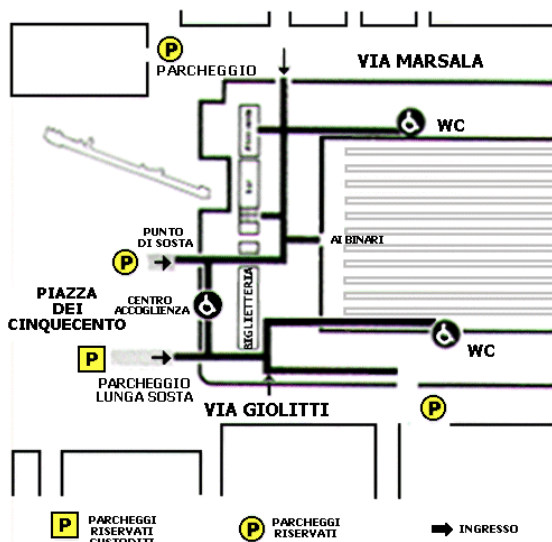 P
VIA MARSALA
PARCHEGGIO
WC
PUNTO
DI SOSTA
AI BINARI
P
PIAZZA
DEI
CINQUECENTO
CENTRO
ACCOGLIENZA
BIGLIETTERIA
WC
P
PARCHEGGIO
LUNGA SOSTA
VIA GIOLITTI
P
P PARCHEGGI
RISERVATI
CUSTODITI
P PARCHEGGI
RISERVATI
INGRESSO